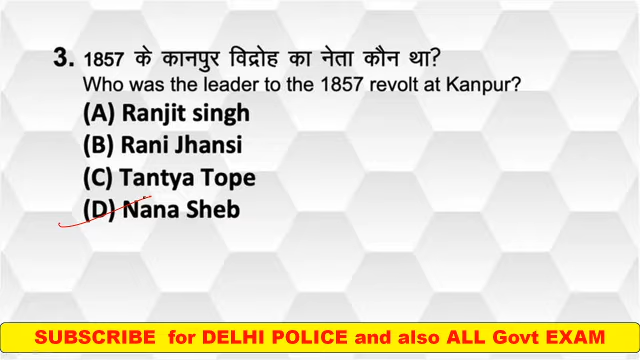 3. 1857 के कानपुर विद्रोह का नेता कौन था?
Who was the leader to the 1857 revolt at Kanpur?
(A) Ranjit singh
(B) Rani Jhansi
(C) Tantya Tope
(D) Nana Sheb
SUBSCRIBE for DELHI POLICE and also ALL Govt EXAM